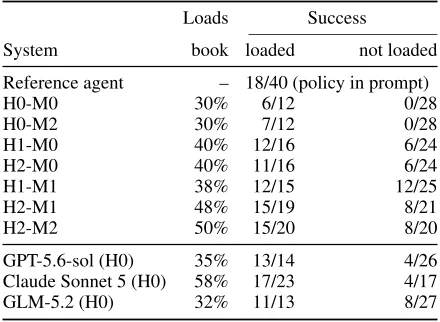 Loads Success
System book loaded not loaded
Reference agent – 18/40 (policy in prompt)
H0-M0 30% 6/12 0/28
H0-M2 30% 7/12 0/28
H1-M0 40% 12/16 6/24
H2-M0 40% 11/16 6/24
H1-M1 38% 12/15 12/25
H2-M1 48% 15/19 8/21
H2-M2 50% 15/20 8/20
GPT-5.6-sol (H0) 35% 13/14 4/26
Claude Sonnet 5 (H0) 58% 17/23 4/17
GLM-5.2 (H0) 32% 11/13 8/27